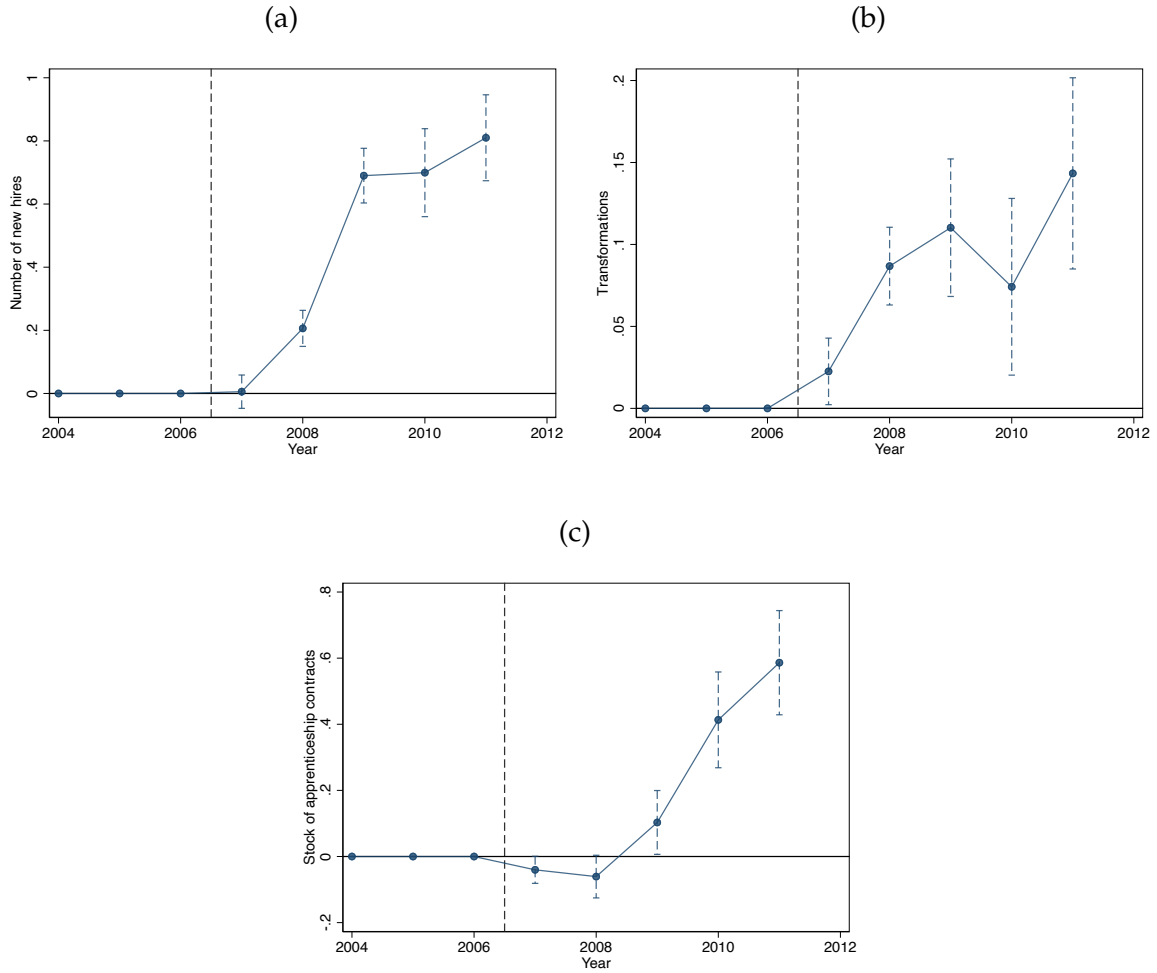 (a)
Number of new hires
1
.8
.6
.4
.2
0
2004 2006 2008 2010 2012
Year
(b)
Transformations
.2
.15
.1
.05
0
2004 2006 2008 2010 2012
Year
(c)
Stock of apprenticeship contracts
.8
.6
.4
.2
0
-.2
2004 2006 2008 2010 2012
Year